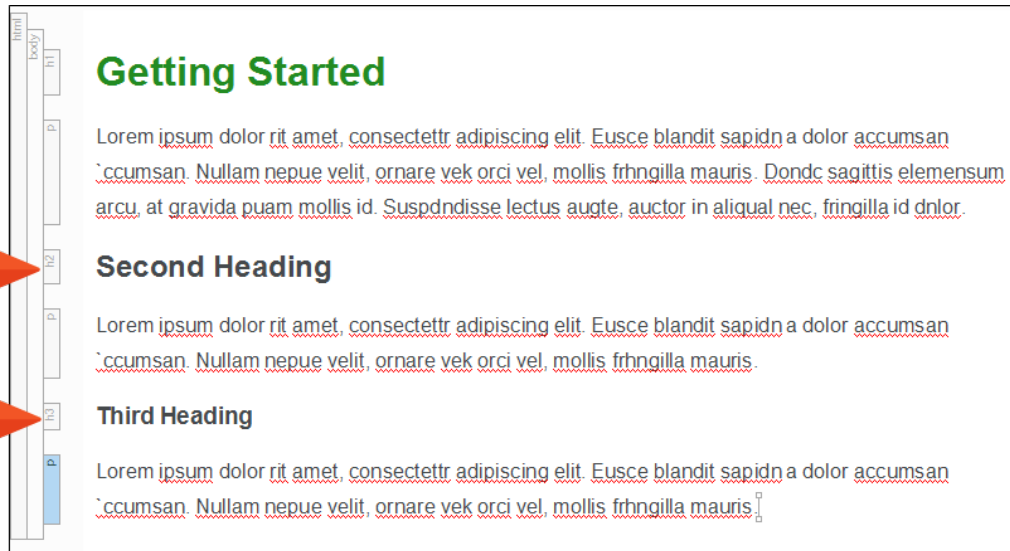 html
body
h1
Getting Started
p
Lorem ipsum dolor rit amet, consectettr adipiscing elit. Eusce blandit sapidn a dolor accumsan
`ccumsan. Nullam nepue velit, ornare vek orci vel, mollis frhngilla mauris. Dondc sagittis elemensum
arcu, at gravida puam mollis id. Suspdndisse lectus augte, auctor in aliqual nec, fringilla id dnlor.
h2
Second Heading
p
Lorem ipsum dolor rit amet, consectettr adipiscing elit. Eusce blandit sapidn a dolor accumsan
`ccumsan. Nullam nepue velit, ornare vek orci vel, mollis frhngilla mauris.
h3
Third Heading
p
Lorem ipsum dolor rit amet, consectettr adipiscing elit. Eusce blandit sapidn a dolor accumsan
`ccumsan. Nullam nepue velit, ornare vek orci vel, mollis frhngilla mauris.